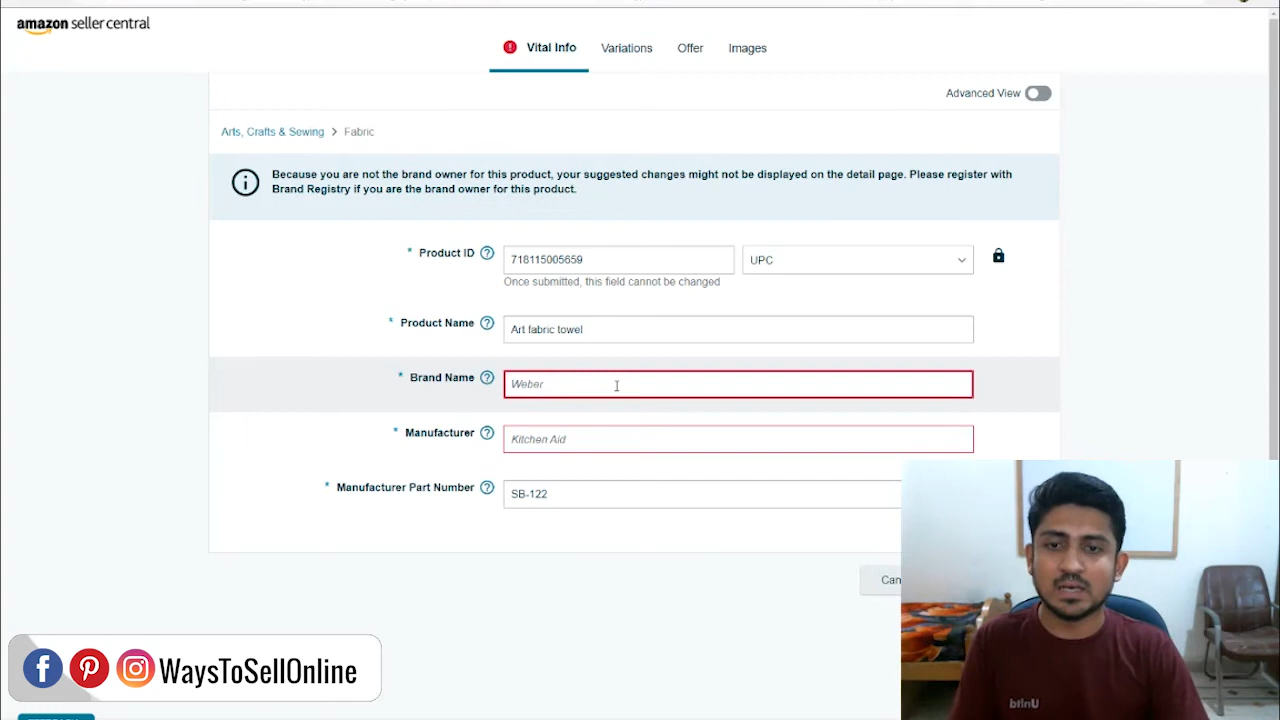 amazon seller central
Vital Info
Variations
Offer
Images
Advanced View
Arts, Crafts & Sewing > Fabric
Because you are not the brand owner for this product, your suggested changes might not be displayed on the detail page. Please register with
Brand Registry if you are the brand owner for this product.
* Product ID ? 718115005659 UPC
Once submitted, this field cannot be changed
* Product Name ? Art fabric towel
* Brand Name ? Weber
* Manufacturer ? Kitchen Aid
* Manufacturer Part Number ? SB-122
Can
WaysToSellOnline